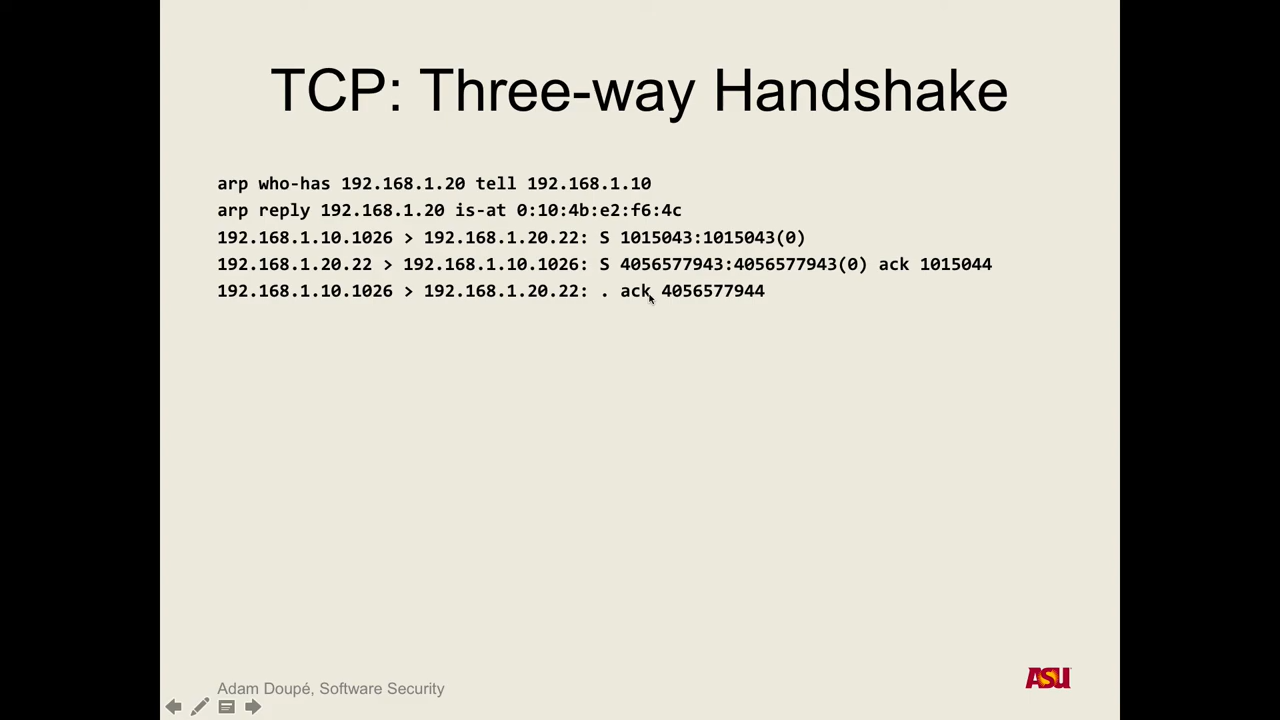 TCP: Three-way Handshake
arp who-has 192.168.1.20 tell 192.168.1.10
arp reply 192.168.1.20 is-at 0:10:4b:e2:f6:4c
192.168.1.10.1026 > 192.168.1.20.22: S 1015043:1015043(0)
192.168.1.20.22 > 192.168.1.10.1026: S 4056577943:4056577943(0) ack 1015044
192.168.1.10.1026 > 192.168.1.20.22: . ack 4056577944
Adam Doupé, Software Security
ASU